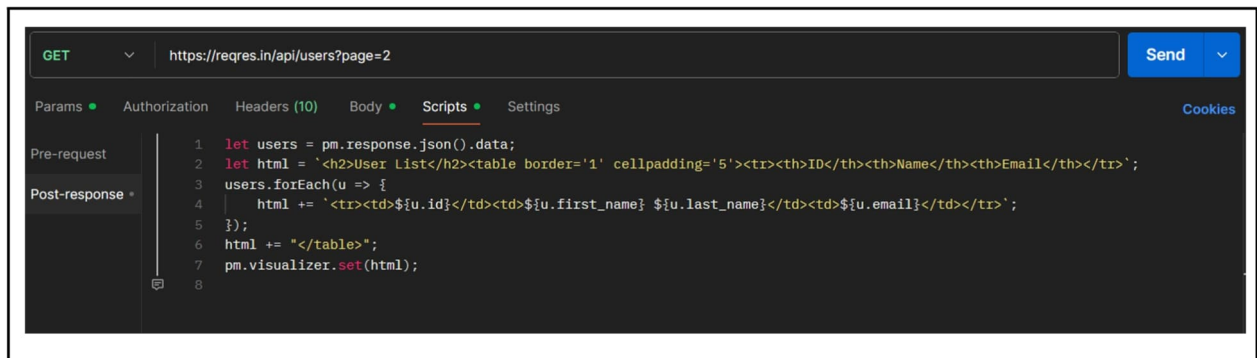 GET https://reqres.in/api/users?page=2 Send
Params Authorization Headers (10) Body Scripts Settings Cookies
Pre-request
Post-response
1 let users = pm.response.json().data;
2 let html = `<h2>User List</h2><table border='1' cellpadding='5'><tr><th>ID</th><th>Name</th><th>Email</th></tr>`;
3 users.forEach(u => {
4 html += `<tr><td>${u.id}</td><td>${u.first_name} ${u.last_name}</td><td>${u.email}</td></tr>`;
5 });
6 html += "</table>";
7 pm.visualizer.set(html);
8